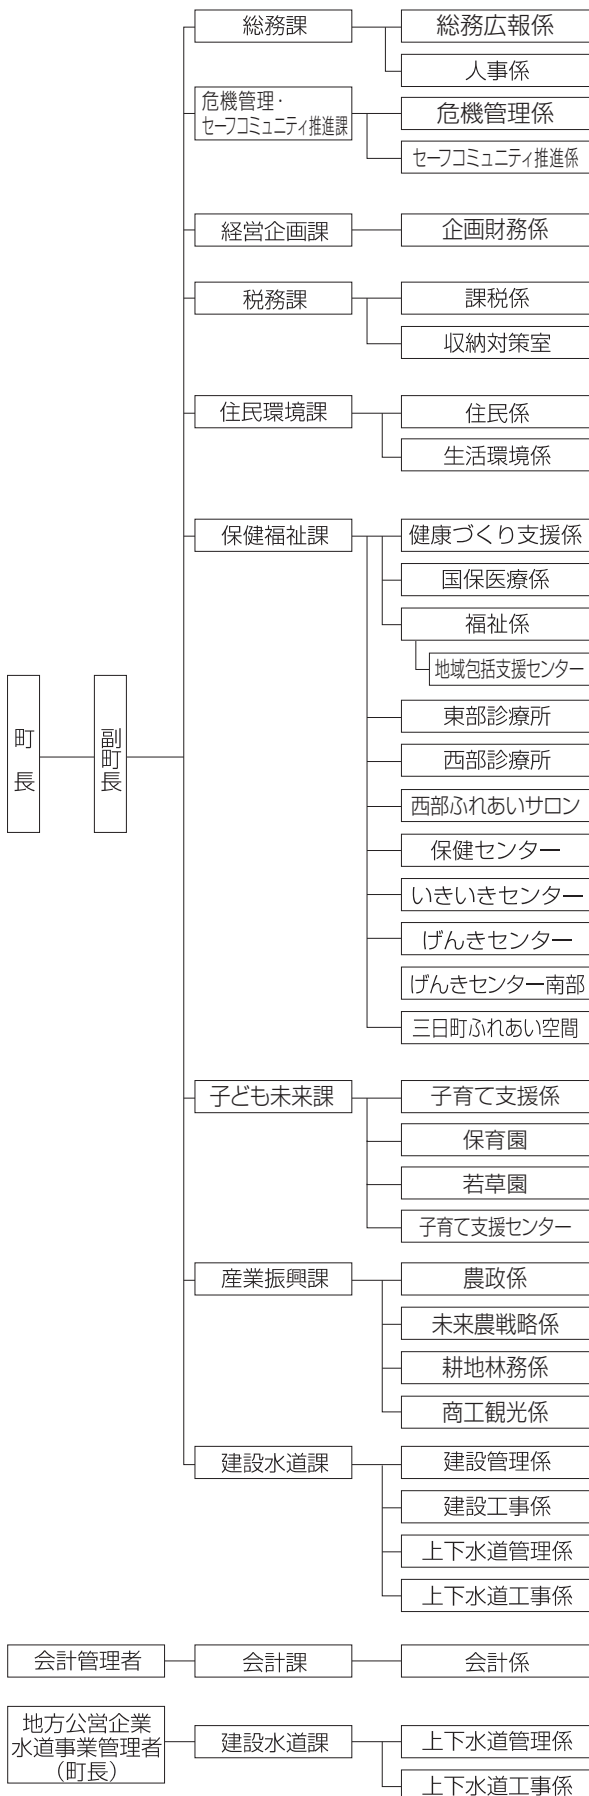 総務課
総務広報係
人事係
危機管理・
セーフコミュニティ推進課
危機管理係
セーフコミュニティ推進係
経営企画課
企画財務係
税務課
課税係
収納対策室
住民環境課
住民係
生活環境係
保健福祉課
健康づくり支援係
国保医療係
福祉係
地域包括支援センター
東部診療所
西部診療所
西部ふれあいサロン
保健センター
いきいきセンター
げんきセンター
げんきセンター南部
三日町ふれあい空間
町長
副町長
子ども未来課
子育て支援係
保育園
若草園
子育て支援センター
産業振興課
農政係
未来農戦略係
耕地林務係
商工観光係
建設水道課
建設管理係
建設工事係
上下水道管理係
上下水道工事係
会計管理者
会計課
会計係
地方公営企業
水道事業管理者
（町長）
建設水道課
上下水道管理係
上下水道工事係